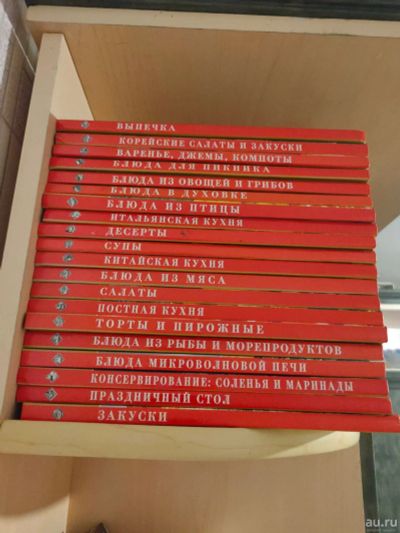 ВЫПЕЧКА
КОРЕЙСКИЕ САЛАТЫ И ЗАКУСКИ
ВАРЕНЬЕ, ДЖЕМЫ, КОМПОТЫ
БЛЮДА ДЛЯ ПИКНИКА
БЛЮДА ИЗ ОВОЩЕЙ И ГРИБОВ
БЛЮДА В ДУХОВКЕ
БЛЮДА ИЗ ПТИЦЫ
ИТАЛЬЯНСКАЯ КУХНЯ
ДЕСЕРТЫ
СУПЫ
КИТАЙСКАЯ КУХНЯ
БЛЮДА ИЗ МЯСА
САЛАТЫ
ПОСТНАЯ КУХНЯ
ТОРТЫ И ПИРОЖНЫЕ
БЛЮДА ИЗ РЫБЫ И МОРЕПРОДУКТОВ
БЛЮДА МИКРОВОЛНОВОЙ ПЕЧИ
КОНСЕРВИРОВАНИЕ: СОЛЕНЬЯ И МАРИНАДЫ
ПРАЗДНИЧНЫЙ СТОЛ
ЗАКУСКИ
au.ru